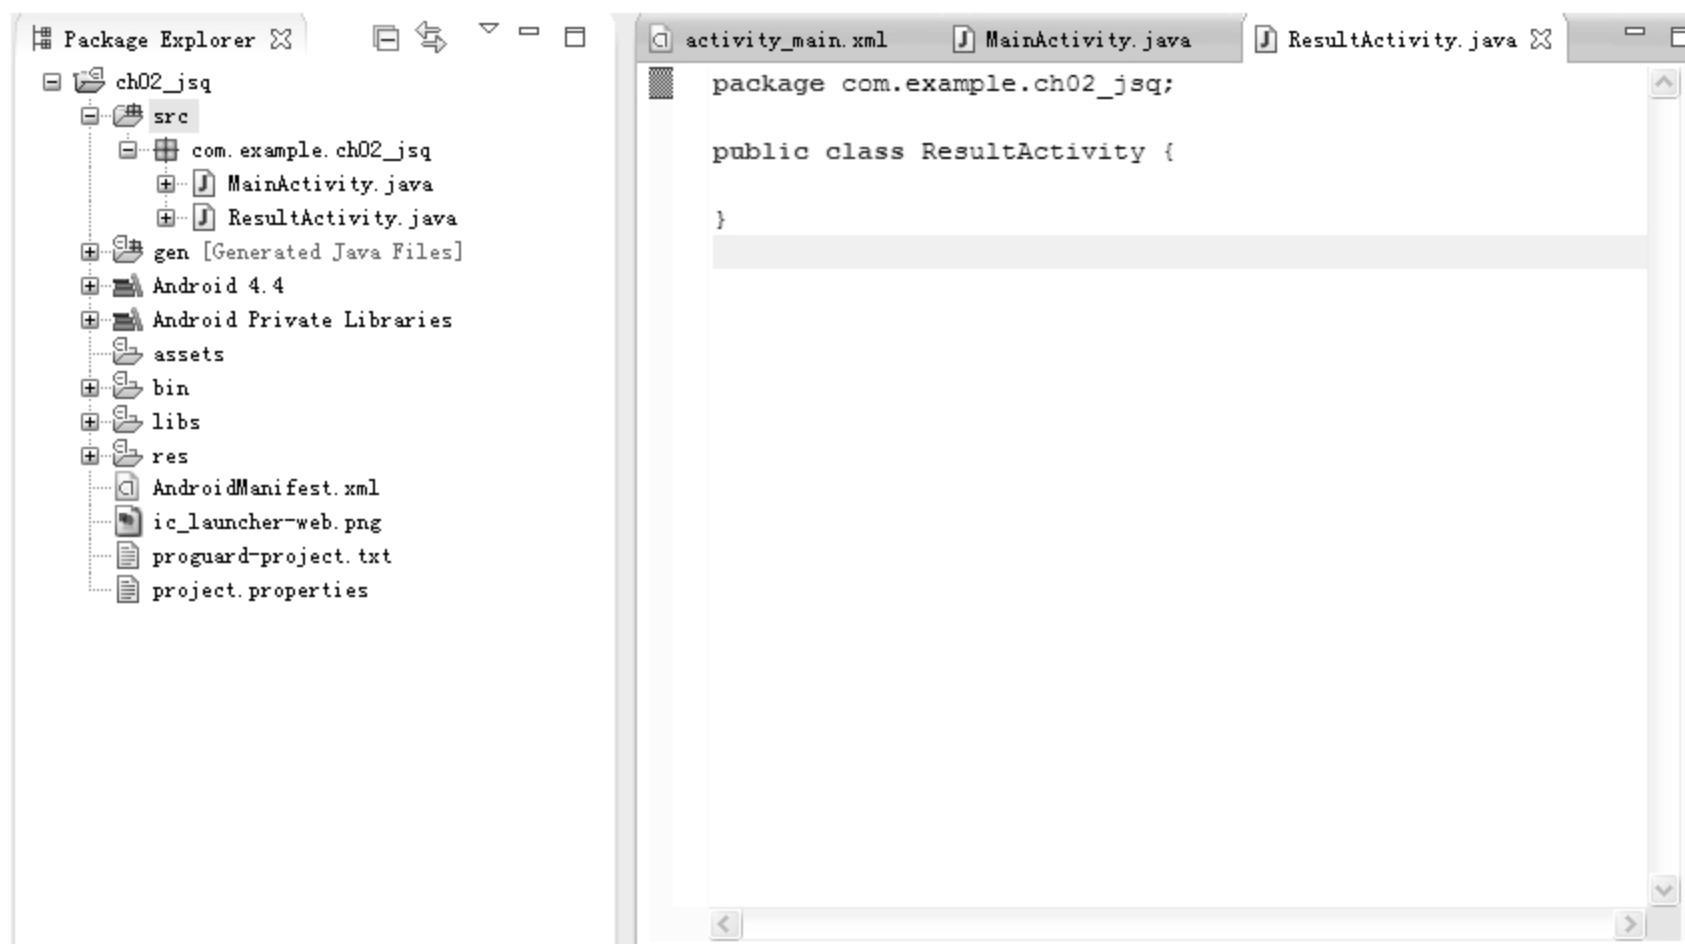 Package Explorer
ch02_jsq
src
com.example.ch02_jsq
MainActivity.java
ResultActivity.java
gen [Generated Java Files]
Android 4.4
Android Private Libraries
assets
bin
libs
res
AndroidManifest.xml
ic_launcher-web.png
proguard-project.txt
project.properties
activity_main.xml
MainActivity.java
ResultActivity.java
package com.example.ch02_jsq;
public class ResultActivity {
}